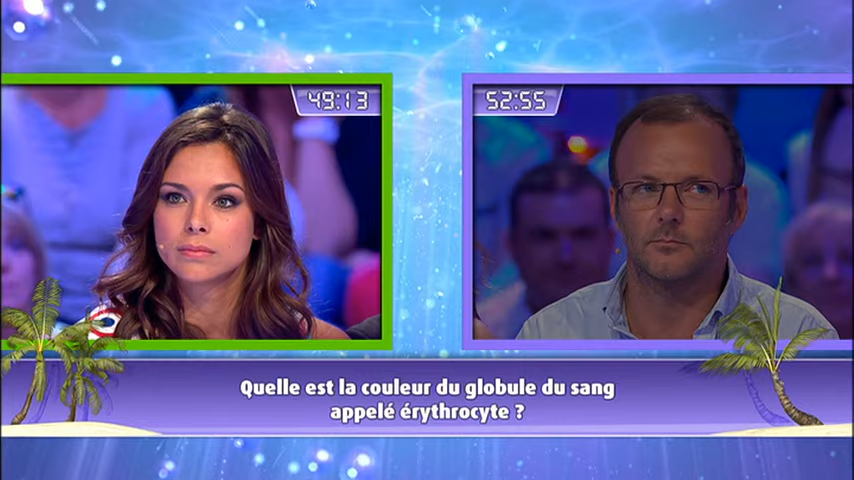 49:13
52:55
Quelle est la couleur du globule du sang
appelé érythrocyte ?